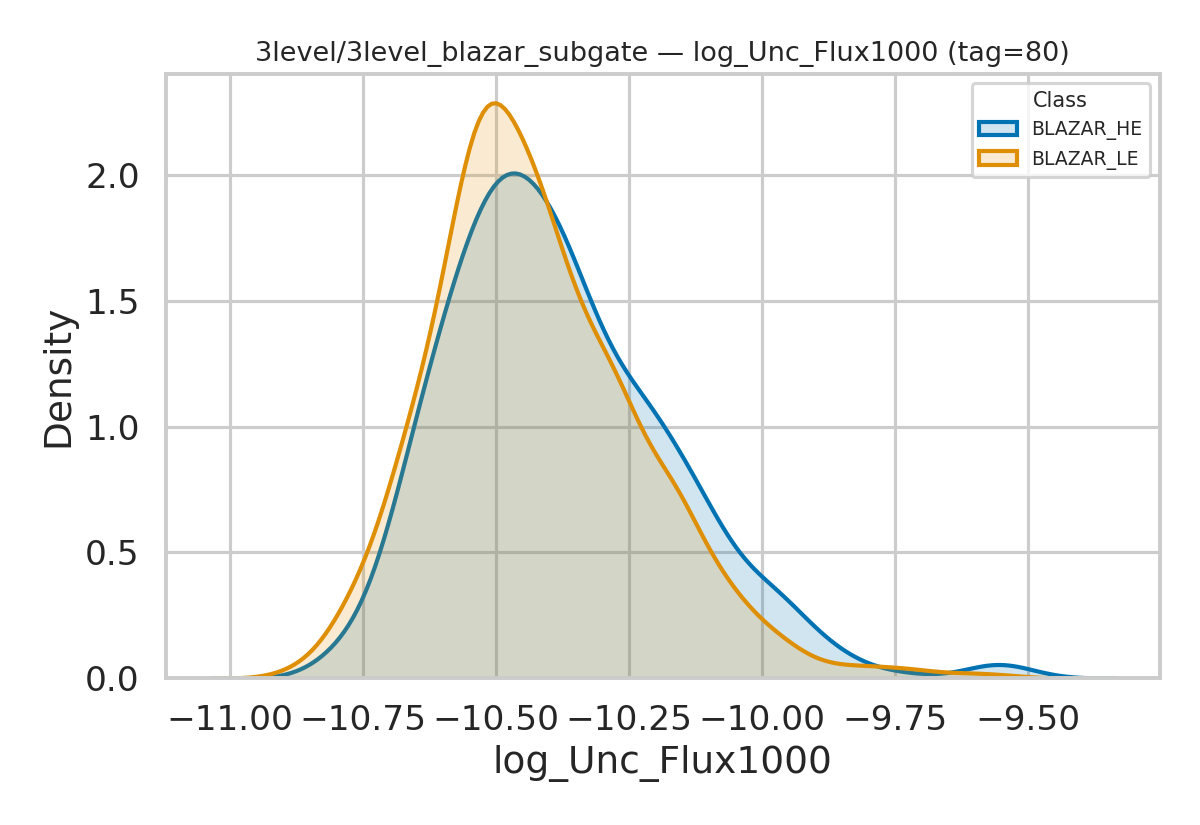 3level/3level_blazar_subgate — log_Unc_Flux1000 (tag=80)
Class
BLAZAR_HE
BLAZAR_LE
Density
2.0
1.5
1.0
0.5
0.0
−11.00 −10.75 −10.50 −10.25 −10.00 −9.75 −9.50
log_Unc_Flux1000